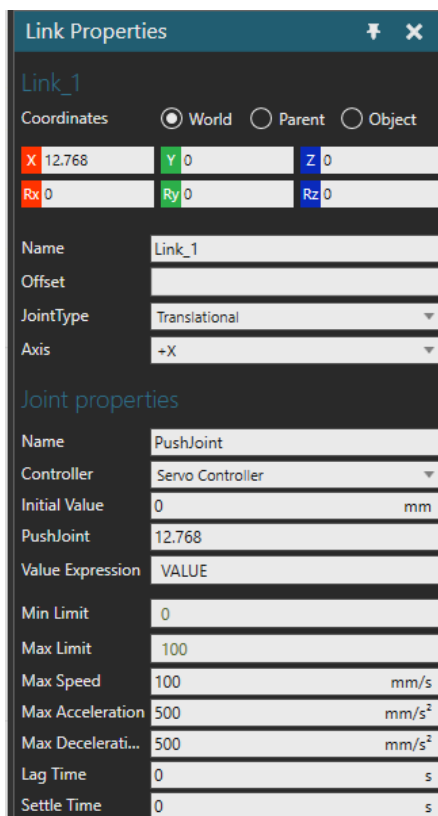 Link Properties
Link_1
Coordinates World Parent Object
X 12.768 Y 0 Z 0
Rx 0 Ry 0 Rz 0
Name Link_1
Offset
JointType Translational
Axis +X
Joint properties
Name PushJoint
Controller Servo Controller
Initial Value 0 mm
PushJoint 12.768
Value Expression VALUE
Min Limit 0
Max Limit 100
Max Speed 100 mm/s
Max Acceleration 500 mm/s²
Max Decelerati... 500 mm/s²
Lag Time 0 s
Settle Time 0 s